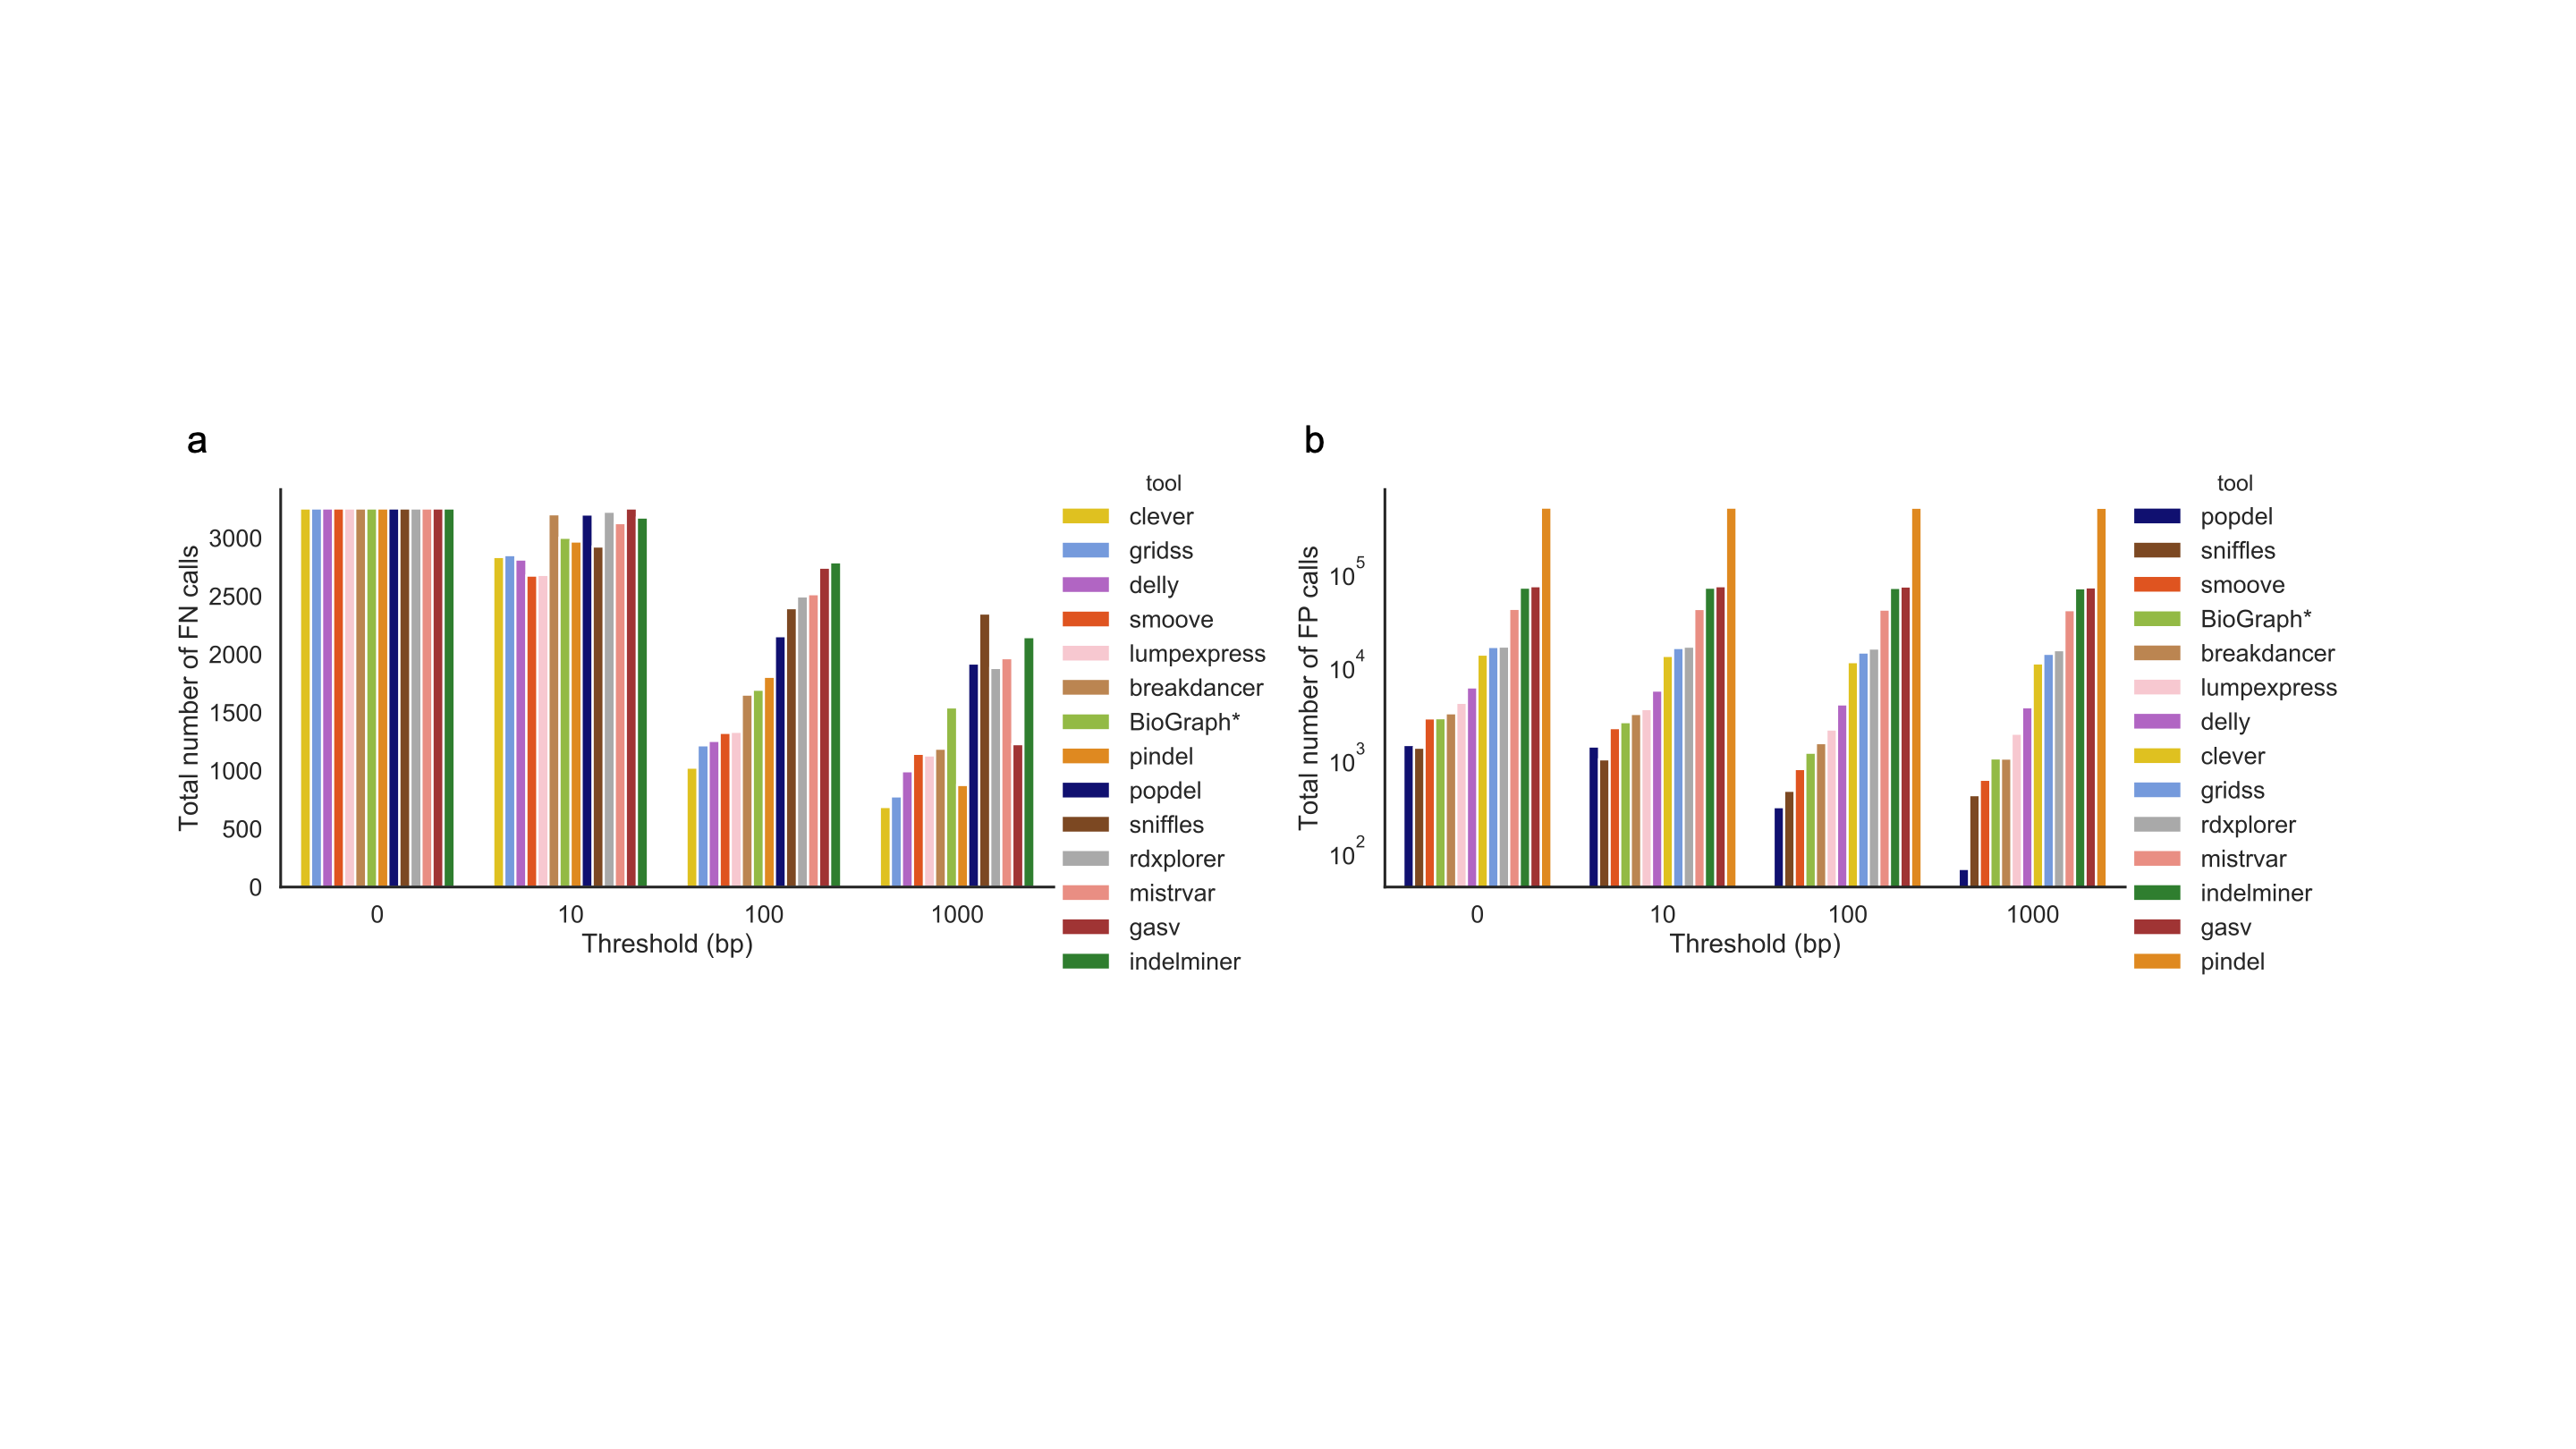 a
Total number of FN calls
3000
2500
2000
1500
1000
500
0
0 10 100 1000
Threshold (bp)
tool
clever
gridss
delly
smoove
lumpexpress
breakdancer
BioGraph*
pindel
popdel
sniffles
rdxplorer
mistrvar
gasv
indelminer
b
Total number of FP calls
10^5
10^4
10^3
10^2
0 10 100 1000
Threshold (bp)
tool
popdel
sniffles
smoove
BioGraph*
breakdancer
lumpexpress
delly
clever
gridss
rdxplorer
mistrvar
indelminer
gasv
pindel